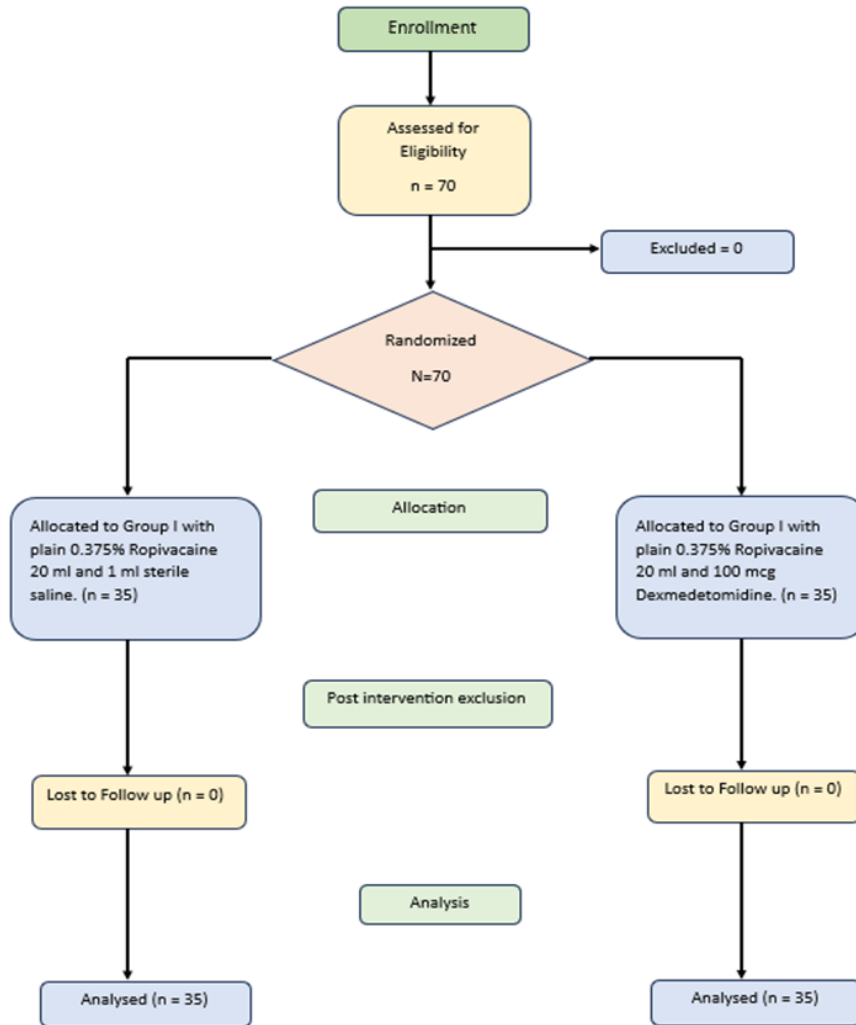 Enrollment
Assessed for
Eligibility
n = 70
Excluded = 0
Randomized
N=70
Allocation
Allocated to Group I with
plain 0.375% Ropivacaine
20 ml and 1 ml sterile
saline. (n = 35)
Allocated to Group I with
plain 0.375% Ropivacaine
20 ml and 100 mcg
Dexmedetomidine. (n = 35)
Post intervention exclusion
Lost to Follow up (n = 0)
Lost to Follow up (n = 0)
Analysis
Analysed (n = 35)
Analysed (n = 35)